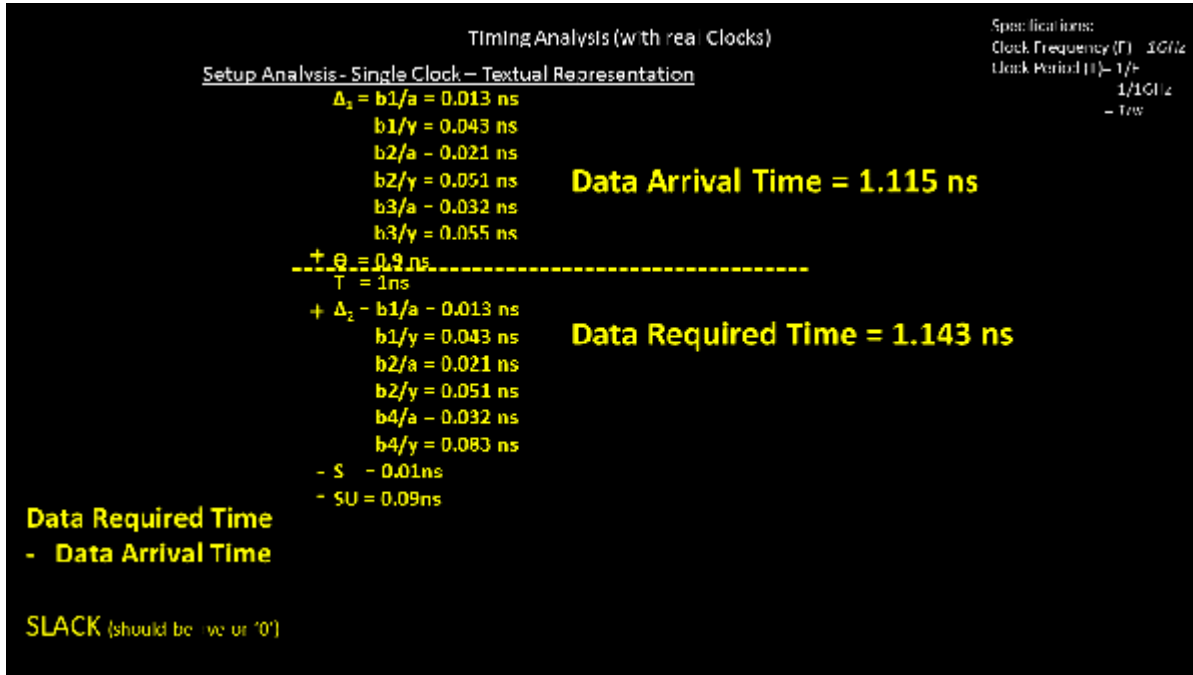 Timing Analysis (with real Clocks)
Specifications:
Clock Frequency (F) 1GHz
Clock Period (T)= 1/F
1/1GHz
= 1ns
Setup Analysis - Single Clock – Textual Representation
Δ1 = b1/a = 0.013 ns
b1/y = 0.043 ns
b2/a = 0.021 ns
b2/y = 0.051 ns
b3/a = 0.032 ns
b3/y = 0.055 ns
Data Arrival Time = 1.115 ns
+ θ = 0.9 ns
T = 1ns
+ Δ2 = b1/a = 0.013 ns
b1/y = 0.043 ns
b2/a = 0.021 ns
b2/y = 0.051 ns
b4/a = 0.032 ns
b4/y = 0.083 ns
Data Required Time = 1.143 ns
- S = 0.01ns
- SU = 0.09ns
Data Required Time
- Data Arrival Time
SLACK (should be +ve or '0')